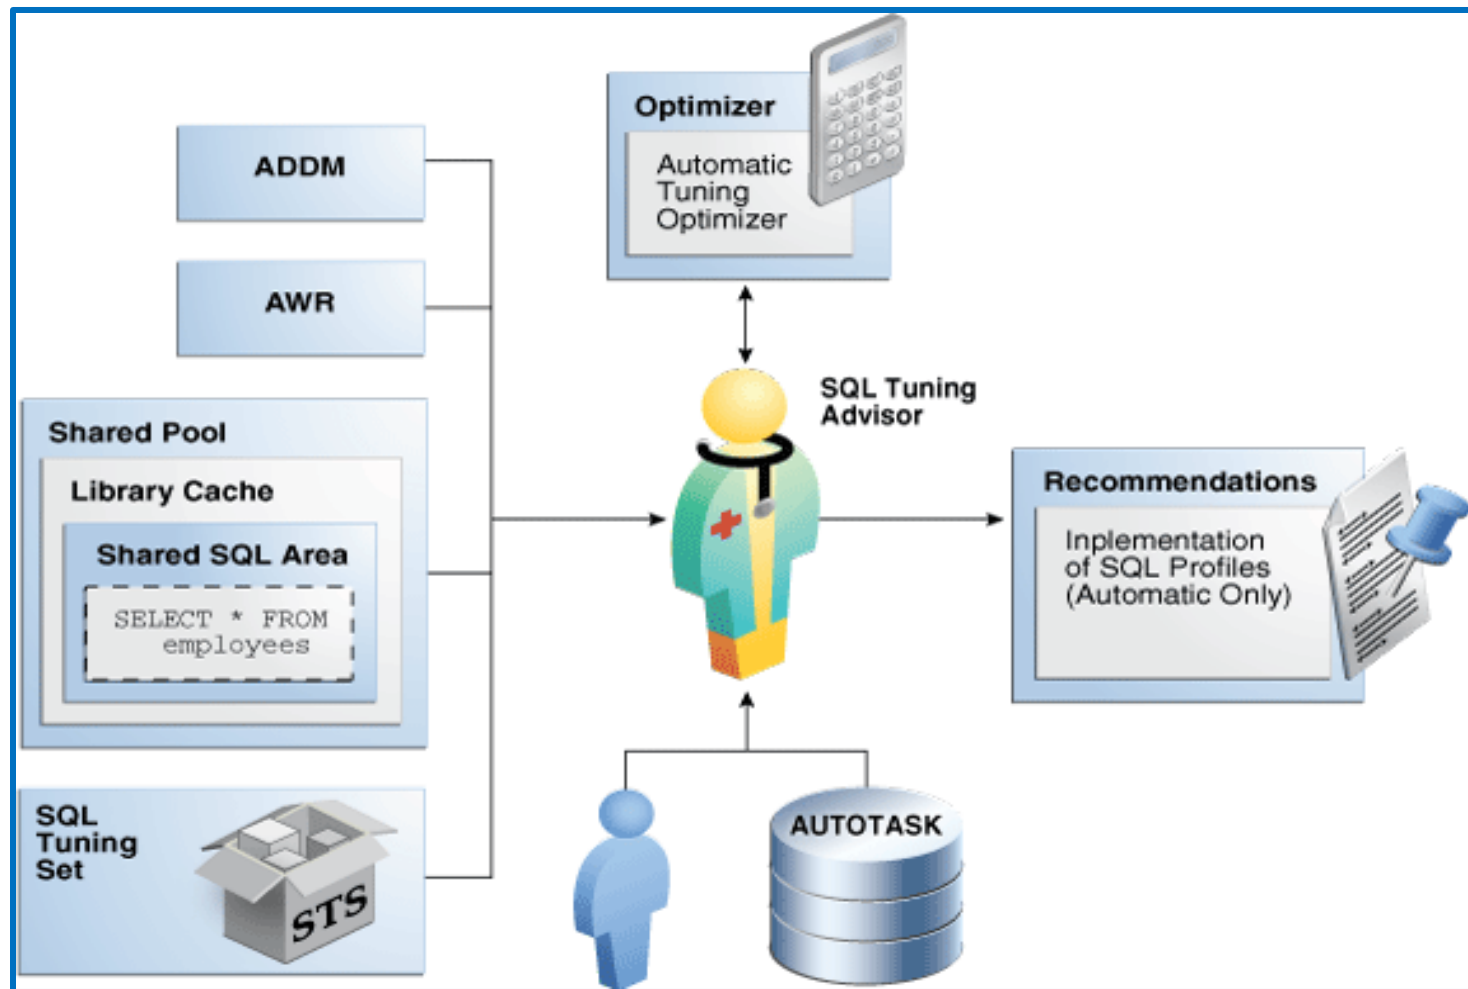 ADDM
AWR
Shared Pool
Library Cache
Shared SQL Area
SELECT * FROM
employees
SQL
Tuning
Set
STS
Optimizer
Automatic
Tuning
Optimizer
SQL Tuning
Advisor
AUTOTASK
Recommendations
Inplementation
of SQL Profiles
(Automatic Only)